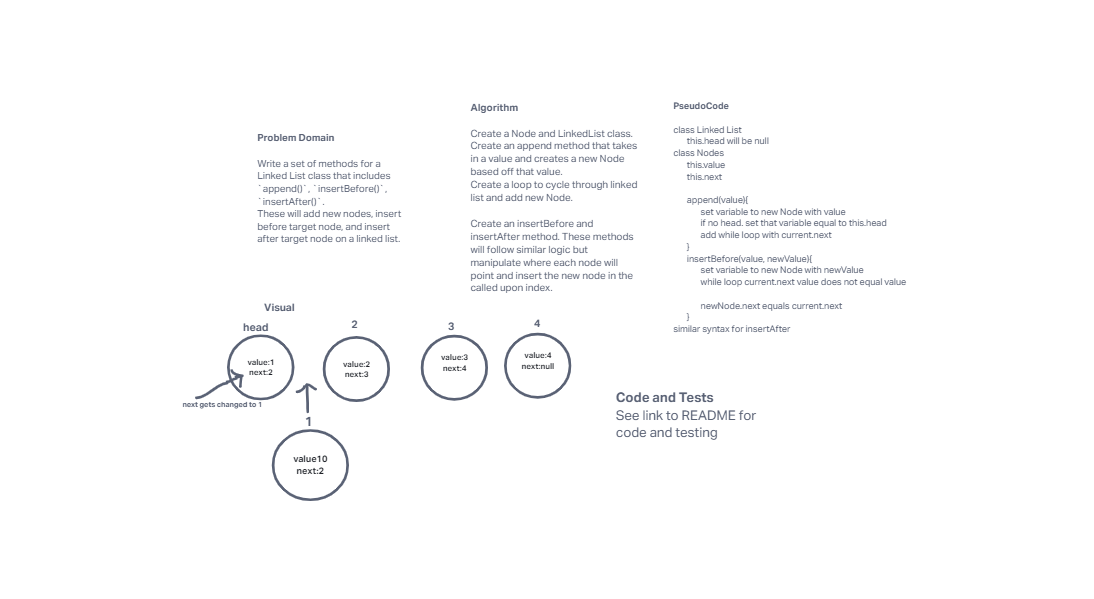 Problem Domain
Write a set of methods for a
Linked List class that includes
`append()`, `insertBefore()`,
`insertAfter()`.
These will add new nodes, insert
before target node, and insert
after target node on a linked list.
Algorithm
Create a Node and LinkedList class.
Create an append method that takes
in a value and creates a new Node
based off that value.
Create a loop to cycle through linked
list and add new Node.
Create an insertBefore and
insertAfter method. These methods
will follow similar logic but
manipulate where each node will
point and insert the new node in the
called upon index.
PseudoCode
class Linked List
this.head will be null
class Nodes
this.value
this.next
append(value){
set variable to new Node with value
if no head. set that variable equal to this.head
add while loop with current.next
}
insertBefore(value, newValue){
set variable to new Node with newValue
while loop current.next value does not equal value
newNode.next equals current.next
}
similar syntax for insertAfter
Visual
head
value:1
next:2
2
value:2
next:3
3
value:3
next:4
4
value:4
next:null
next gets changed to 1
1
value10
next:2
Code and Tests
See link to README for
code and testing